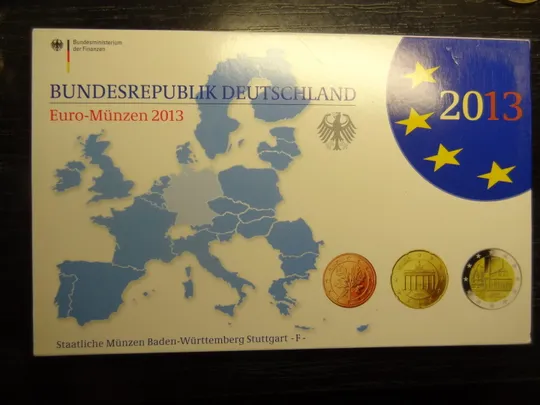 Bundesministerium
der Finanzen
BUNDESREPUBLIK DEUTSCHLAND
Euro-Münzen 2013
2013
Staatliche Münzen Baden-Württemberg Stuttgart - F -